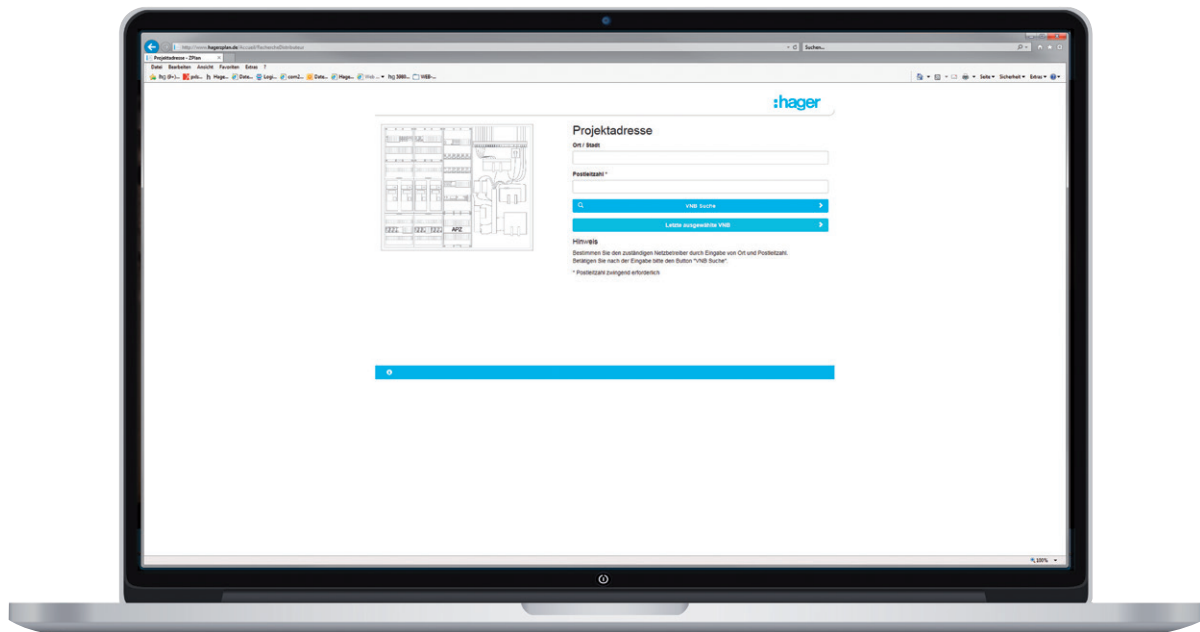 Suchen...
Projektadresse - ZPlan
Datei Bearbeiten Ansicht Favoriten Extras ?
Seite Sicherheit Extras
:hager
Projektadresse
Ort / Stadt
Postleitzahl *
VNB Suche
Letzte ausgewählte VNB
APZ
Hinweis
Bestimmen Sie den zuständigen Netzbetreiber durch Eingabe von Ort und Postleitzahl.
Betätigen Sie nach der Eingabe bitte den Button "VNB Suche".
* Postleitzahl zwingend erforderlich
100%